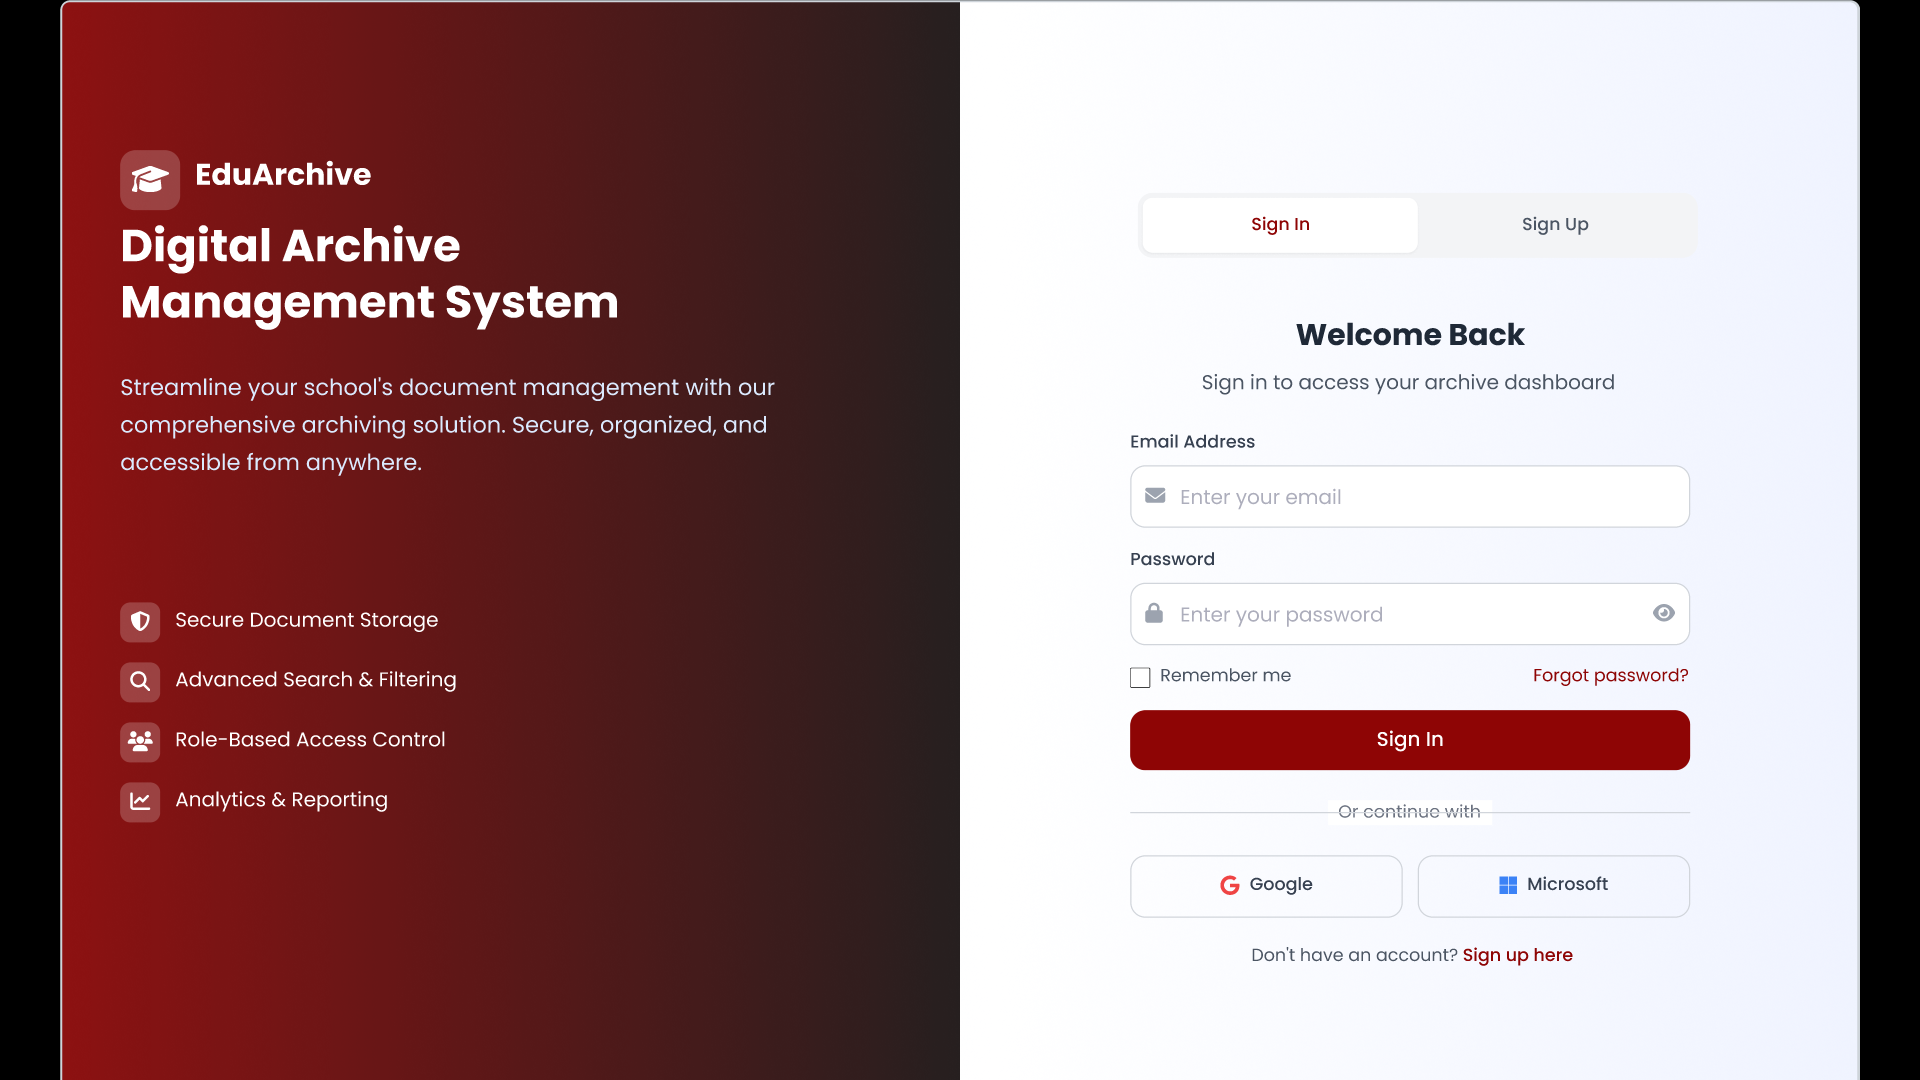 EduArchive
Digital Archive
Management System
Streamline your school's document management with our
comprehensive archiving solution. Secure, organized, and
accessible from anywhere.
Secure Document Storage
Advanced Search & Filtering
Role-Based Access Control
Analytics & Reporting
Sign In
Sign Up
Welcome Back
Sign in to access your archive dashboard
Email Address
Enter your email
Password
Enter your password
Remember me
Forgot password?
Sign In
Or continue with
Google
Microsoft
Don't have an account? Sign up here